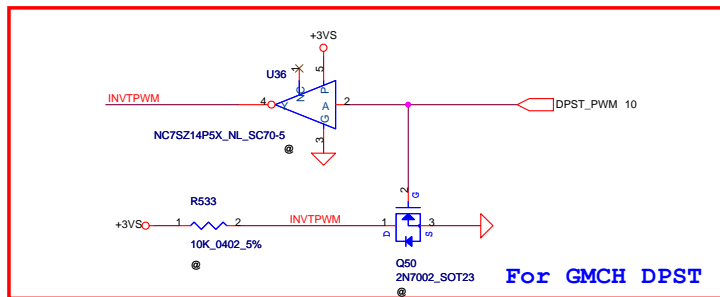 +3VS
U36
1
NC
5
P
INVTPWM
4
Y
A
2
DPST_PWM 10
G
3
NC7SZ14P5X_NL_SC70-5
@
R533
2
G
+3VS
1
2
INVTPWM
1
3
D
S
10K_0402_5%
@
Q50
2N7002_SOT23
@
For GMCH DPST